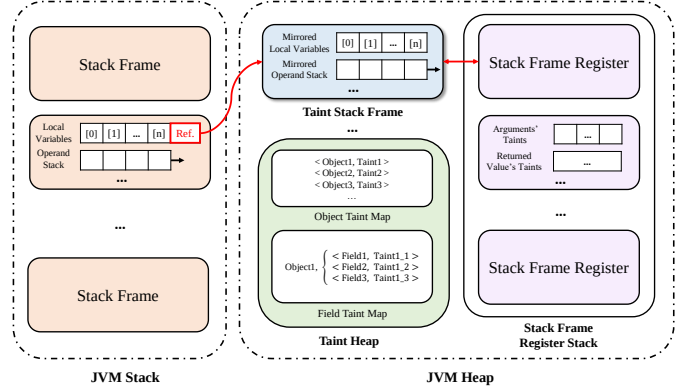 Stack Frame
Local
Variables
[0] [1] ... [n] Ref.
Operand
Stack
...
...
Stack Frame
JVM Stack
Mirrored
Local Variables
[0] [1] ... [n]
Mirrored
Operand Stack
...
Taint Stack Frame
...
< Object1, Taint1 >
< Object2, Taint2 >
< Object3, Taint3 >
...
Object Taint Map
Object1, { < Field1, Taint1_1 >
< Field2, Taint1_2 >
< Field3, Taint1_3 >
Field Taint Map
Taint Heap
Stack Frame Register
Arguments'
Taints
...
Returned
Value's Taints
...
...
...
Stack Frame Register
Stack Frame
Register Stack
JVM Heap